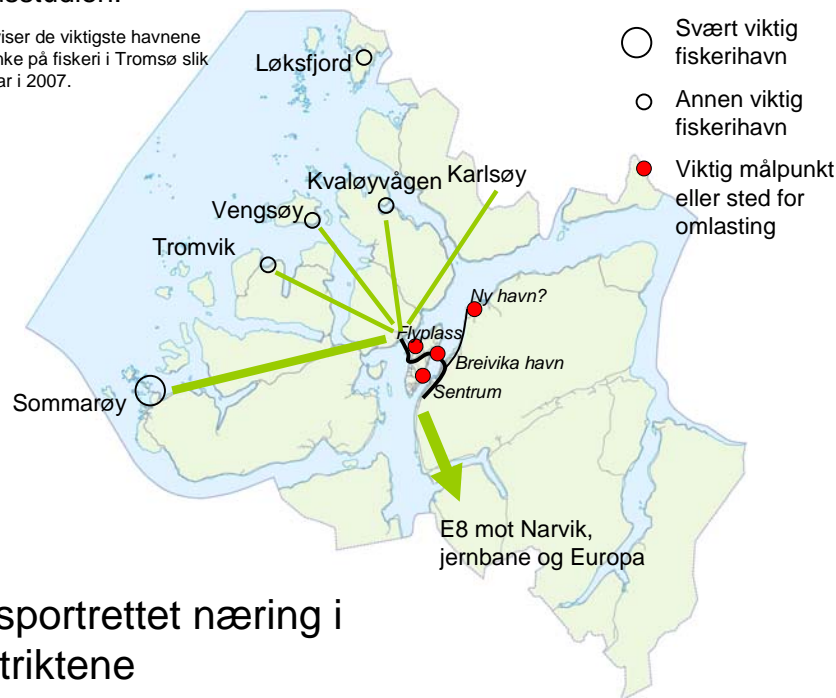 viser de viktigste havnene
på fiskeri i Tromsø slik
i 2007.
Løksfjord
Kvaløyvågen
Karlsøy
Vengsøy
Tromvik
Sommarøy
Ny havn?
Flyplass
Breivika havn
Sentrum
E8 mot Narvik,
jernbane og Europa
Svært viktig
fiskerihavn
Annen viktig
fiskerihavn
Viktig målpunkt
eller sted for
omlasting
sportrettet næring i
triktene